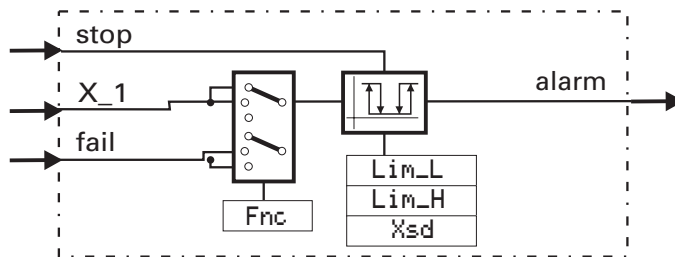 stop
X_1
alarm
fail
Lim_L
Lim_H
Fnc
Xsd